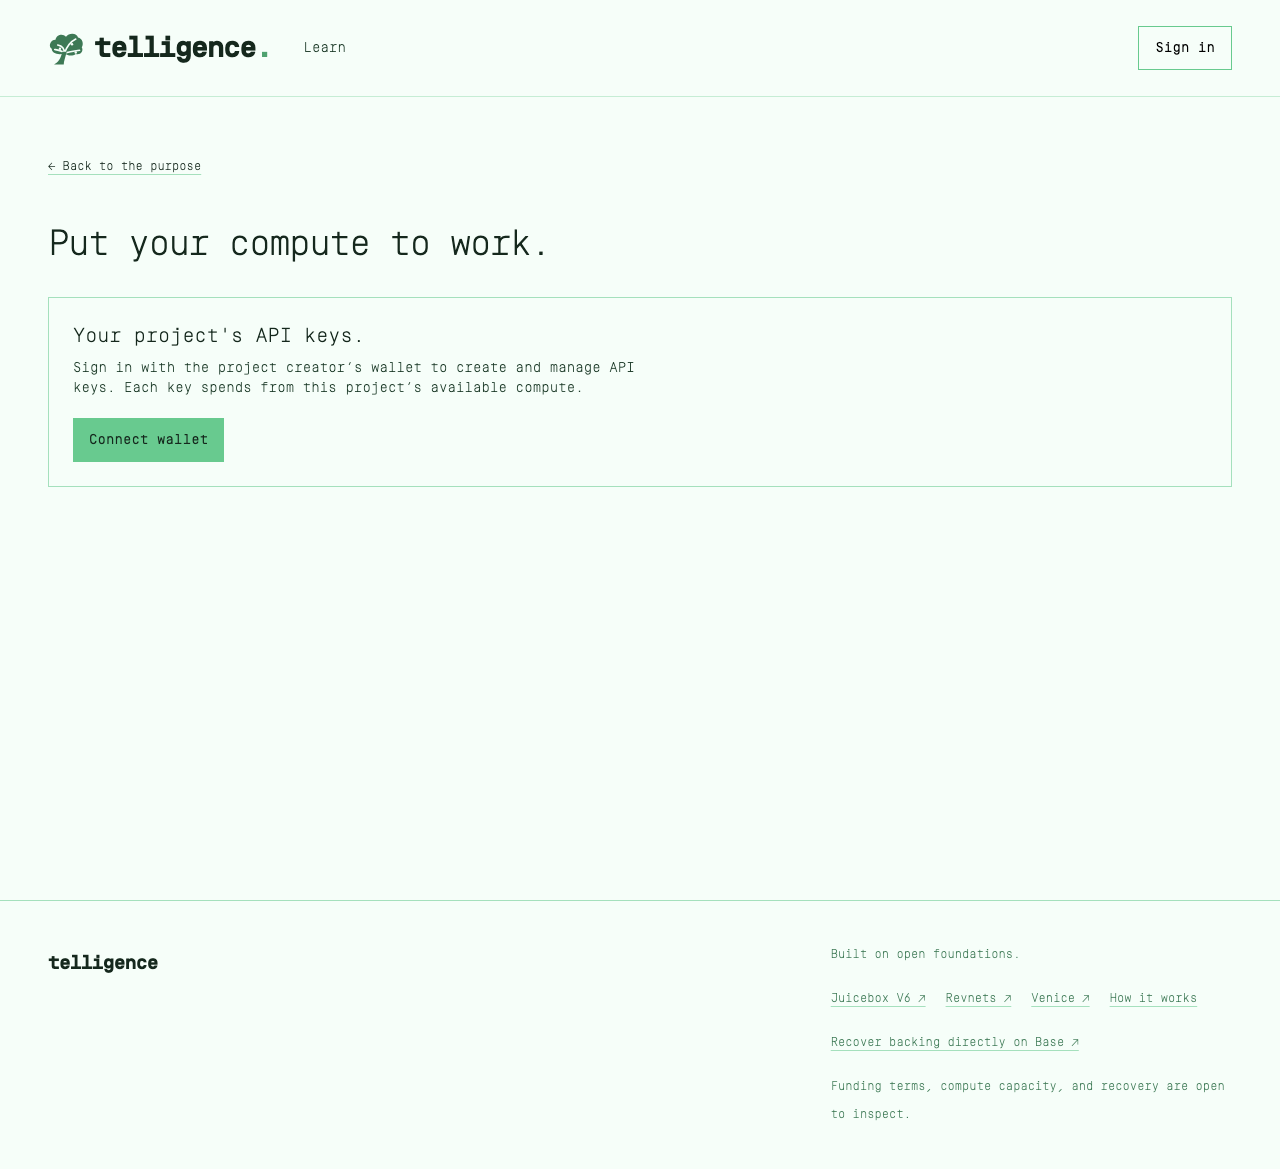 telligence.
Learn
Sign in
← Back to the purpose
Put your compute to work.
Your project's API keys.
Sign in with the project creator’s wallet to create and manage API
keys. Each key spends from this project’s available compute.
Connect wallet
telligence
Built on open foundations.
Juicebox V6 ↗ Revnets ↗ Venice ↗ How it works
Recover backing directly on Base ↗
Funding terms, compute capacity, and recovery are open
to inspect.